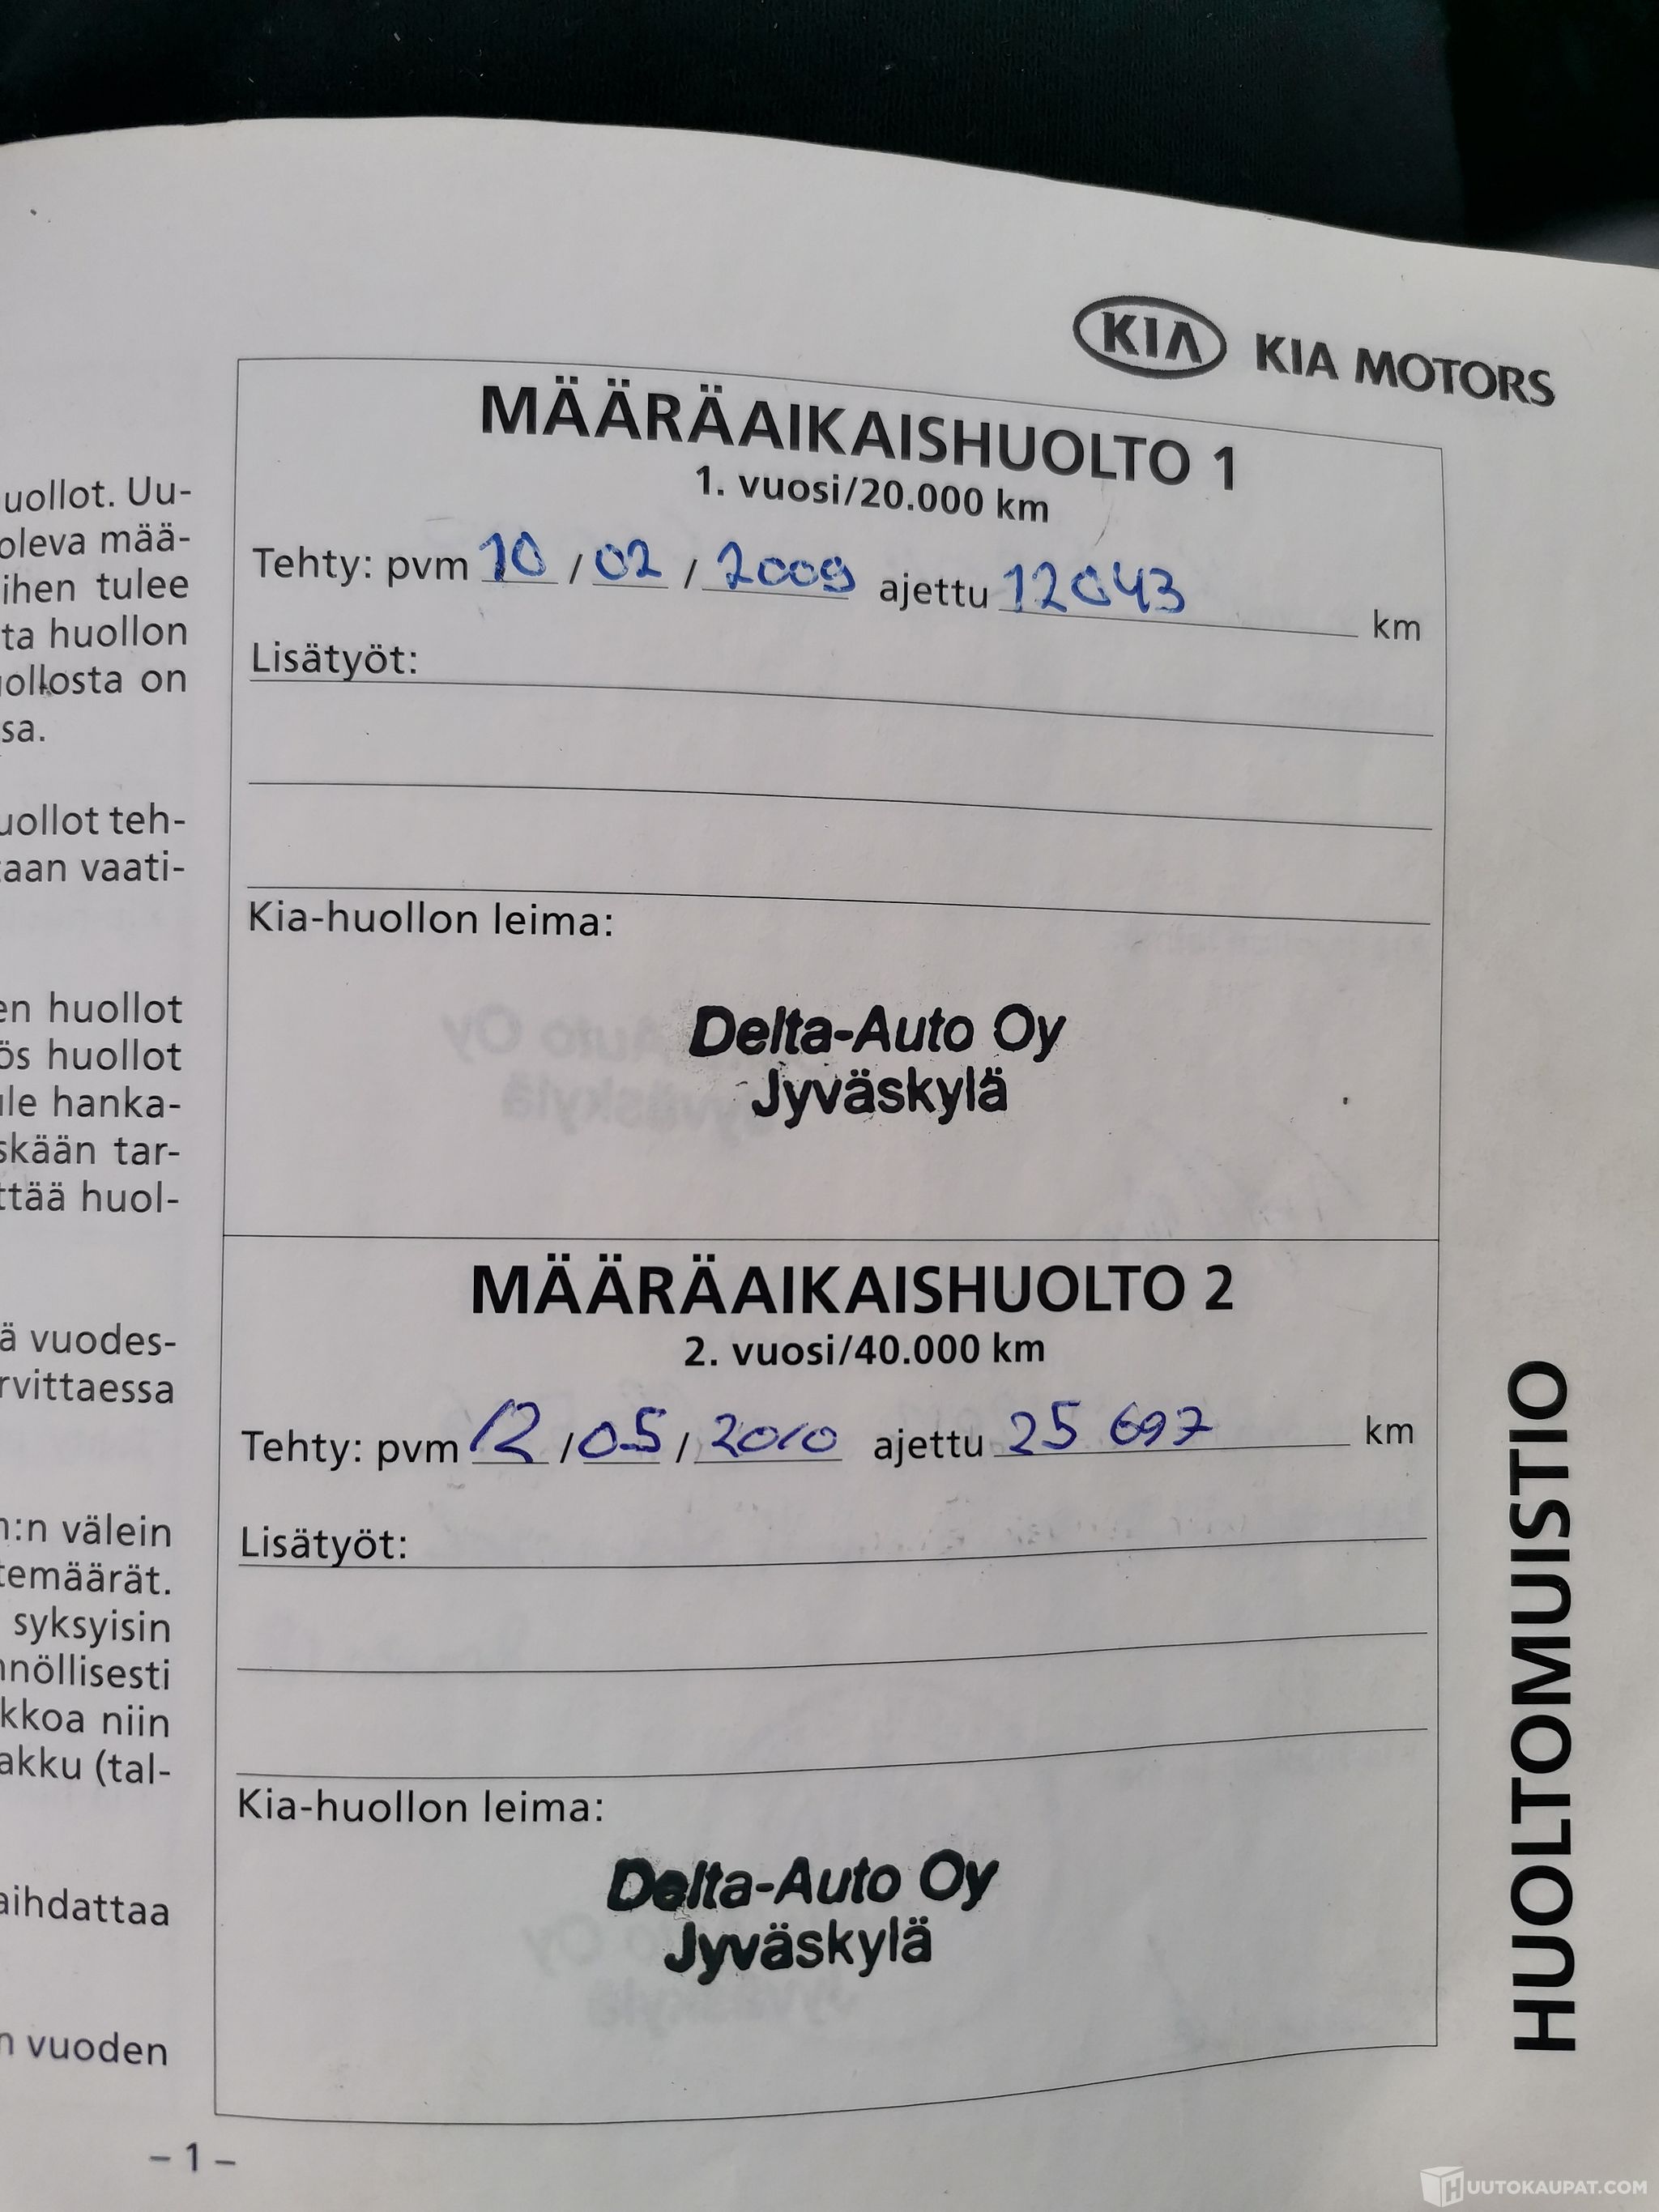 uollot. Uu-
oleva mää-
ihen tulee
ta huollon
ollosta on
sa.
uollot teh-
taan vaati-
en huollot
ös huollot
ule hanka-
skään tar-
ttää huol-
ä vuodes-
rvittaessa
n:n välein
temäärät.
syksyisin
nnöllisesti
kkoa niin
akku (tal-
aihdattaa
n vuoden
– 1 –
KIA KIA MOTORS
MÄÄRÄAIKAISHUOLTO 1
1. vuosi/20.000 km
Tehty: pvm 10 / 02 / 2009 ajettu 12043 km
Lisätyöt:
Kia-huollon leima:
Delta-Auto Oy
Jyväskylä
MÄÄRÄAIKAISHUOLTO 2
2. vuosi/40.000 km
Tehty: pvm 12 / 05 / 2010 ajettu 25 697 km
Lisätyöt:
Kia-huollon leima:
Delta-Auto Oy
Jyväskylä
HUOLTOMUISTIO
HUUTOKAUPAT.COM